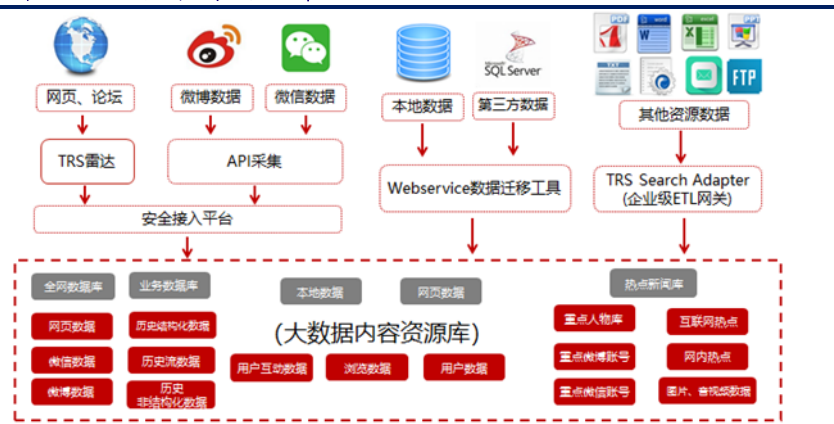 PDF
word
excel
PPT
Microsoft
SQL Server
TXT
FTP
网页、论坛
微博数据
微信数据
本地数据
第三方数据
其他资源数据
TRS雷达
API采集
Webservice数据迁移工具
TRS Search Adapter
(企业级ETL网关)
安全接入平台
全网数据库
业务数据库
本地数据
网页数据
热点新闻库
网页数据
历史结构化数据
(大数据内容资源库)
重点人物库
互联网热点
微信数据
历史流数据
用户互动数据
浏览数据
用户数据
重点微博账号
网内热点
微博数据
历史
非结构化数据
重点微信账号
图片、音视频数据